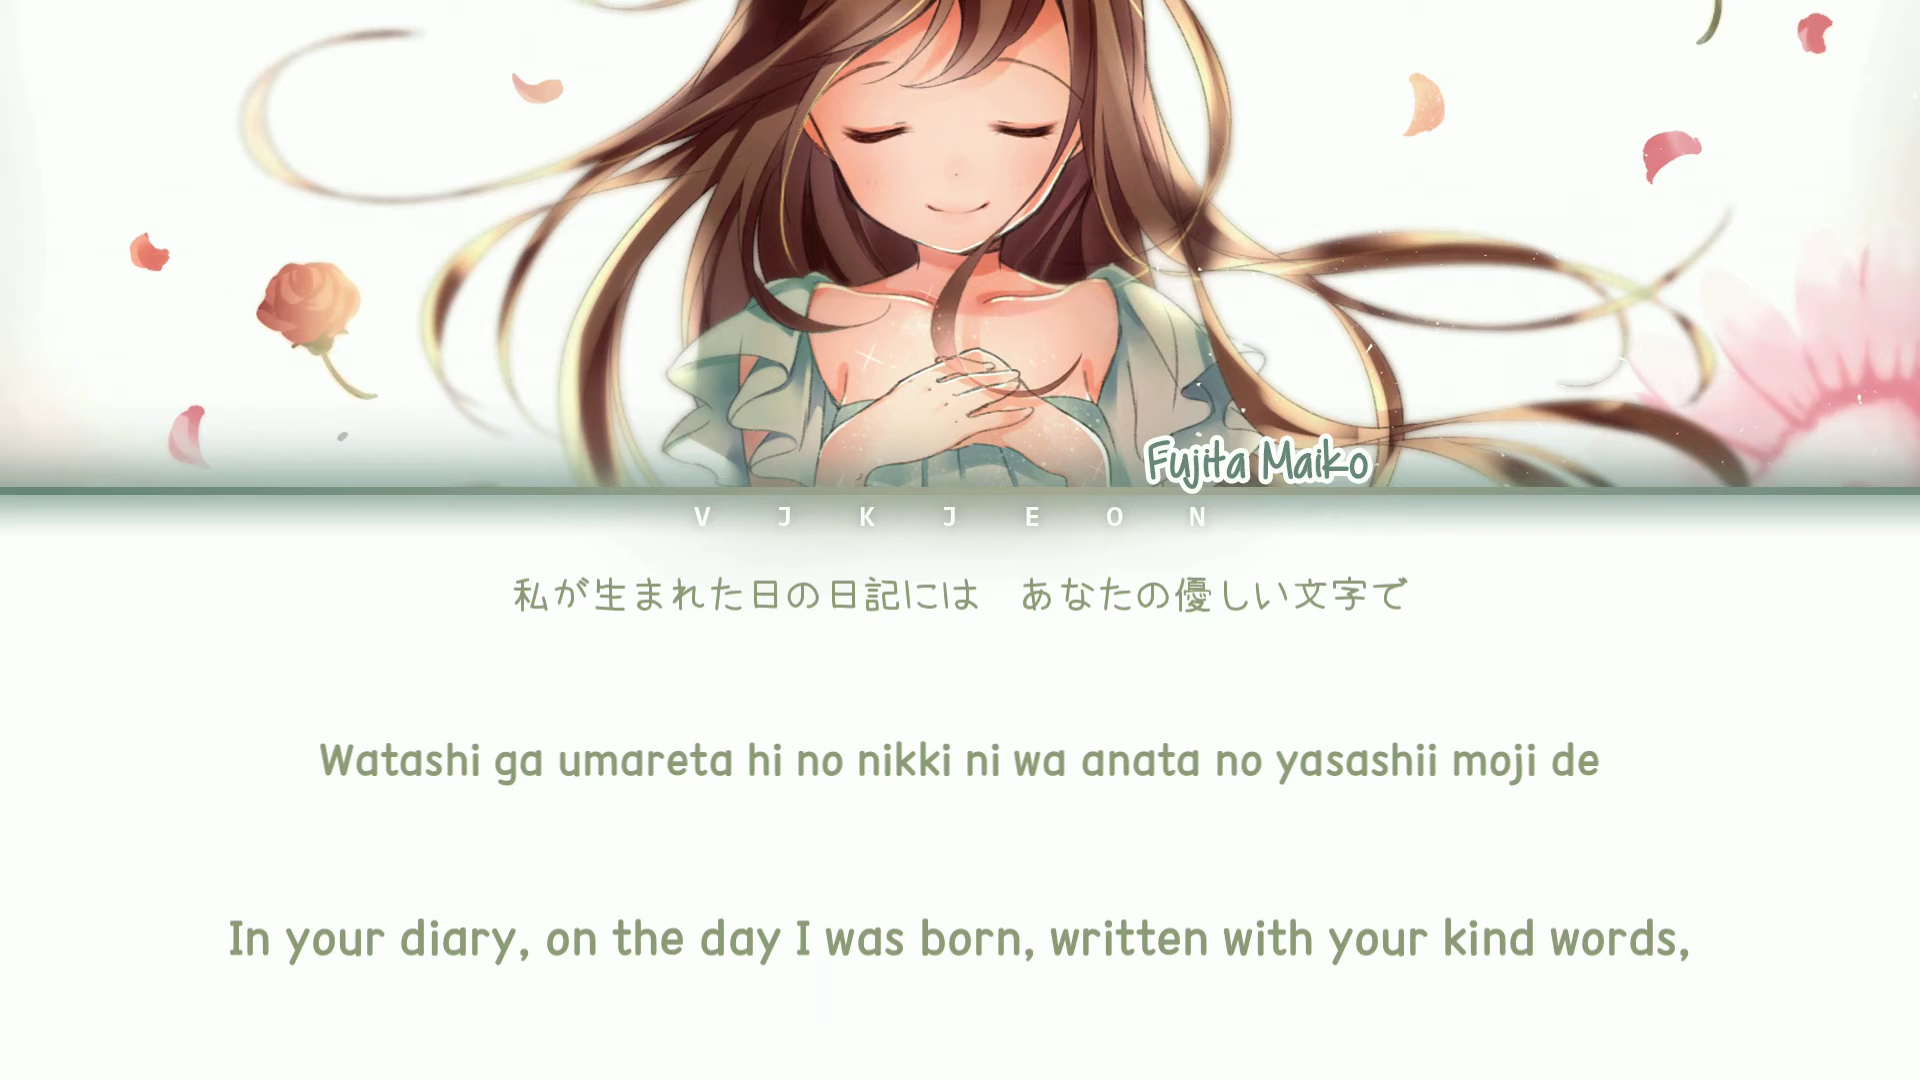 Fujita Maiko
V J K J E O N
私が生まれた日の日記には　あなたの優しい文字で
Watashi ga umareta hi no nikki ni wa anata no yasashii moji de
In your diary, on the day I was born, written with your kind words,